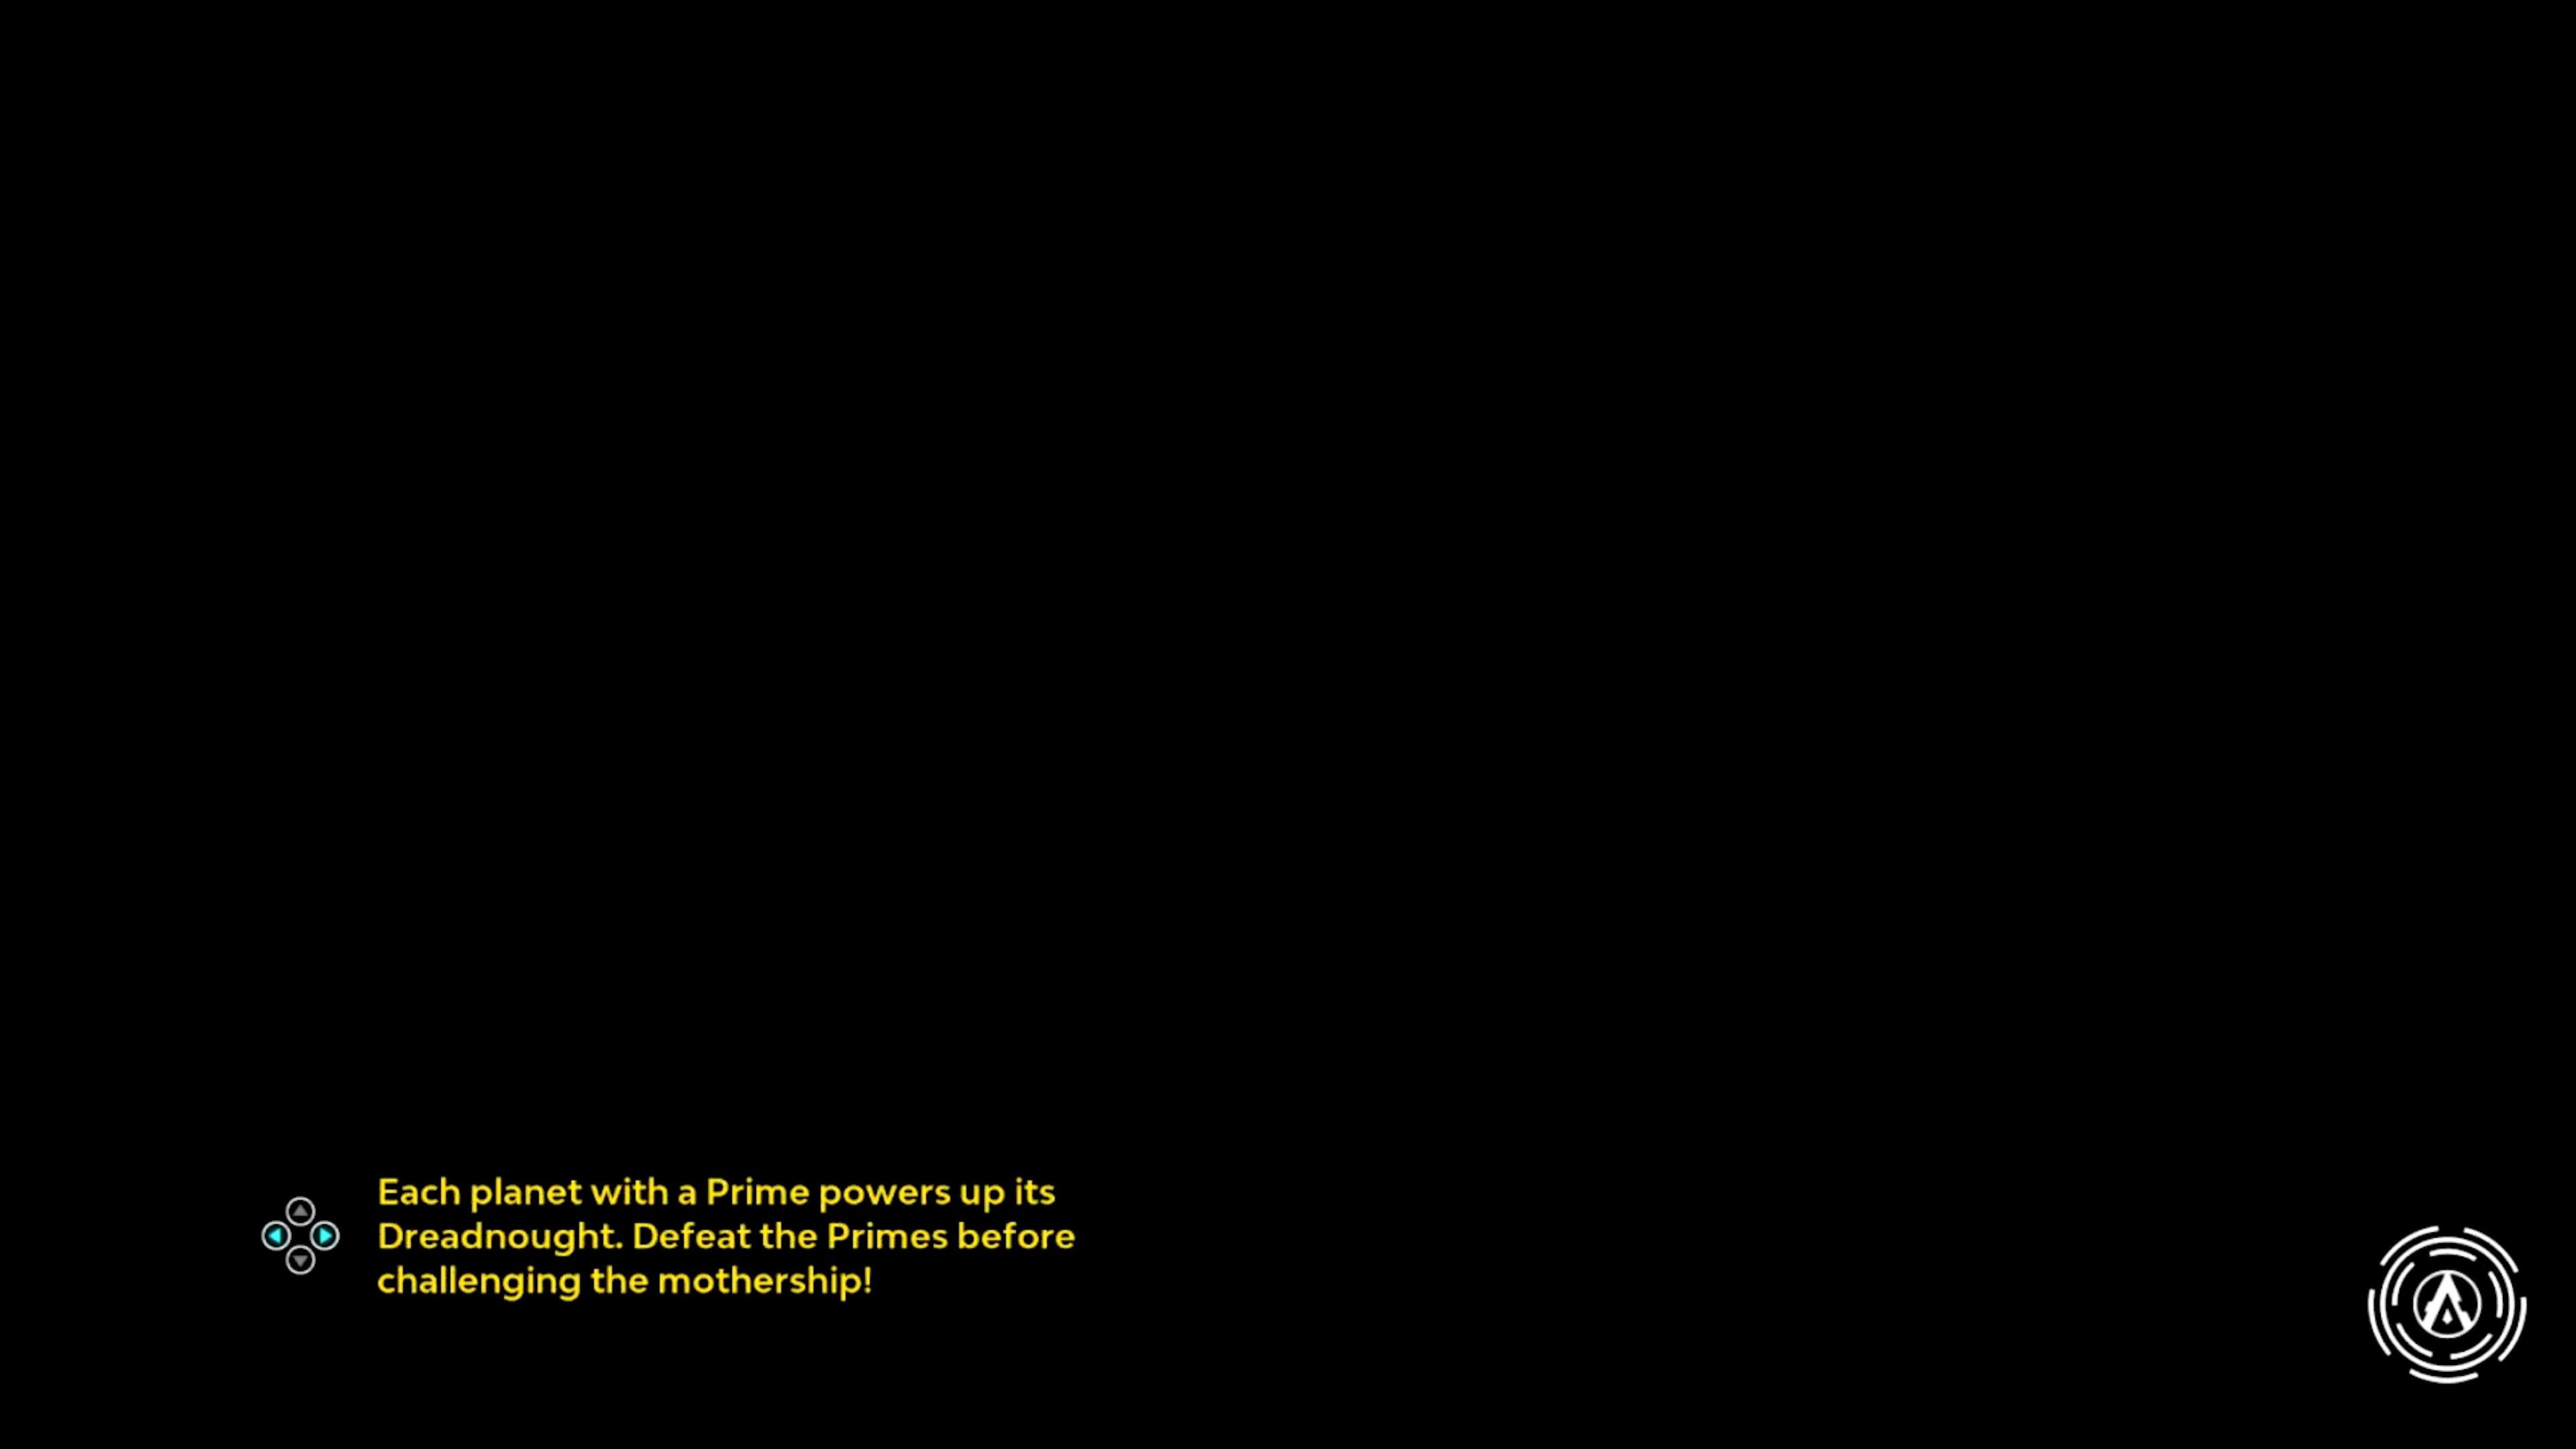 Each planet with a Prime powers up its
Dreadnought. Defeat the Primes before
challenging the mothership!